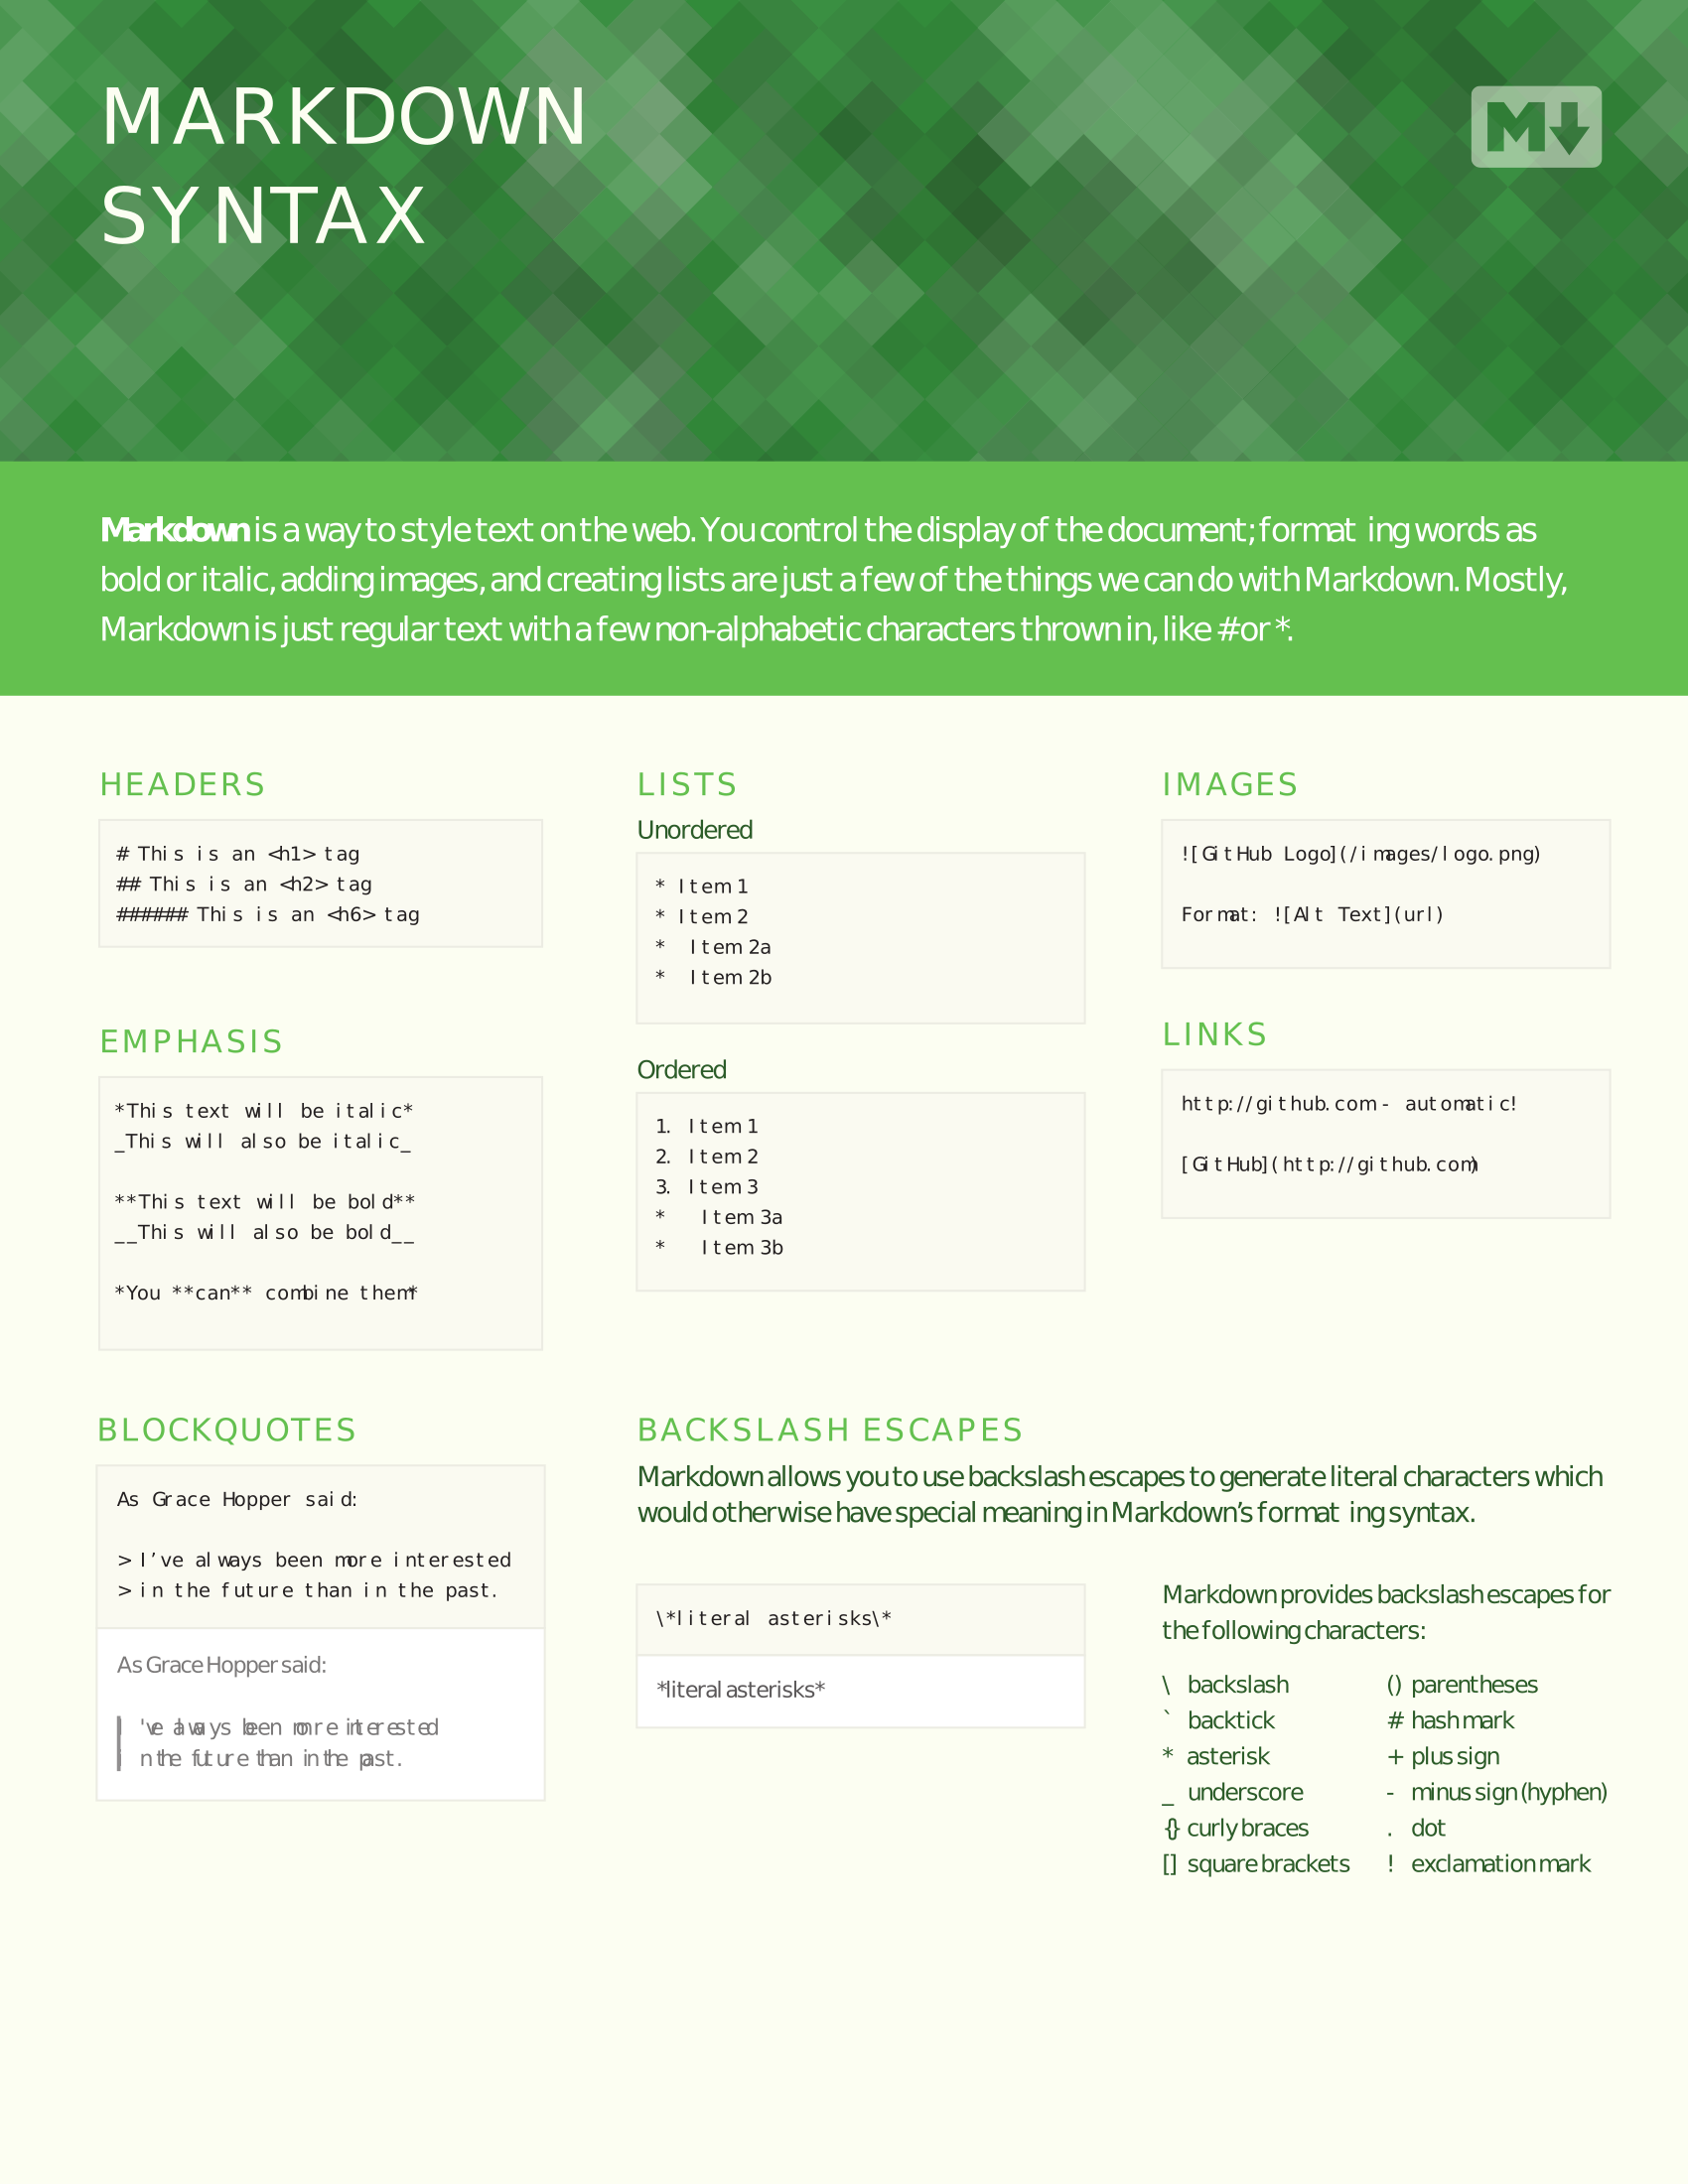 MARKDOWN
SYNTAX
M
Markdown is a way to style text on the web. You control the display of the document; format ing words as
bold or italic, adding images, and creating lists are just a few of the things we can do with Markdown. Mostly,
Markdown is just regular text with a few non-alphabetic characters thrown in, like # or *.
HEADERS
# This is an <h1> tag
## This is an <h2> tag
###### This is an <h6> tag
EMPHASIS
*This text will be italic*
_This will also be italic_
**This text will be bold**
__This will also be bold__
*You **can** combine them*
LISTS
Unordered
* Item 1
* Item 2
*  Item 2a
*  Item 2b
Ordered
1. Item 1
2. Item 2
3. Item 3
*  Item 3a
*  Item 3b
IMAGES
![GitHub Logo](/images/logo.png)
Format: ![Alt Text](url)
LINKS
http://github.com - automatic!
[GitHub](http://github.com)
BLOCKQUOTES
As Grace Hopper said:
> I’ve always been more interested
> in the future than in the past.
As Grace Hopper said:
I've always been more interested
in the future than in the past.
BACKSLASH ESCAPES
Markdown allows you to use backslash escapes to generate literal characters which
would otherwise have special meaning in Markdown’s format ing syntax.
\*literal asterisks\*
*literal asterisks*
Markdown provides backslash escapes for
the following characters:
\ backslash
` backtick
* asterisk
_ underscore
{} curly braces
[] square brackets
() parentheses
# hash mark
+ plus sign
- minus sign (hyphen)
. dot
! exclamation mark